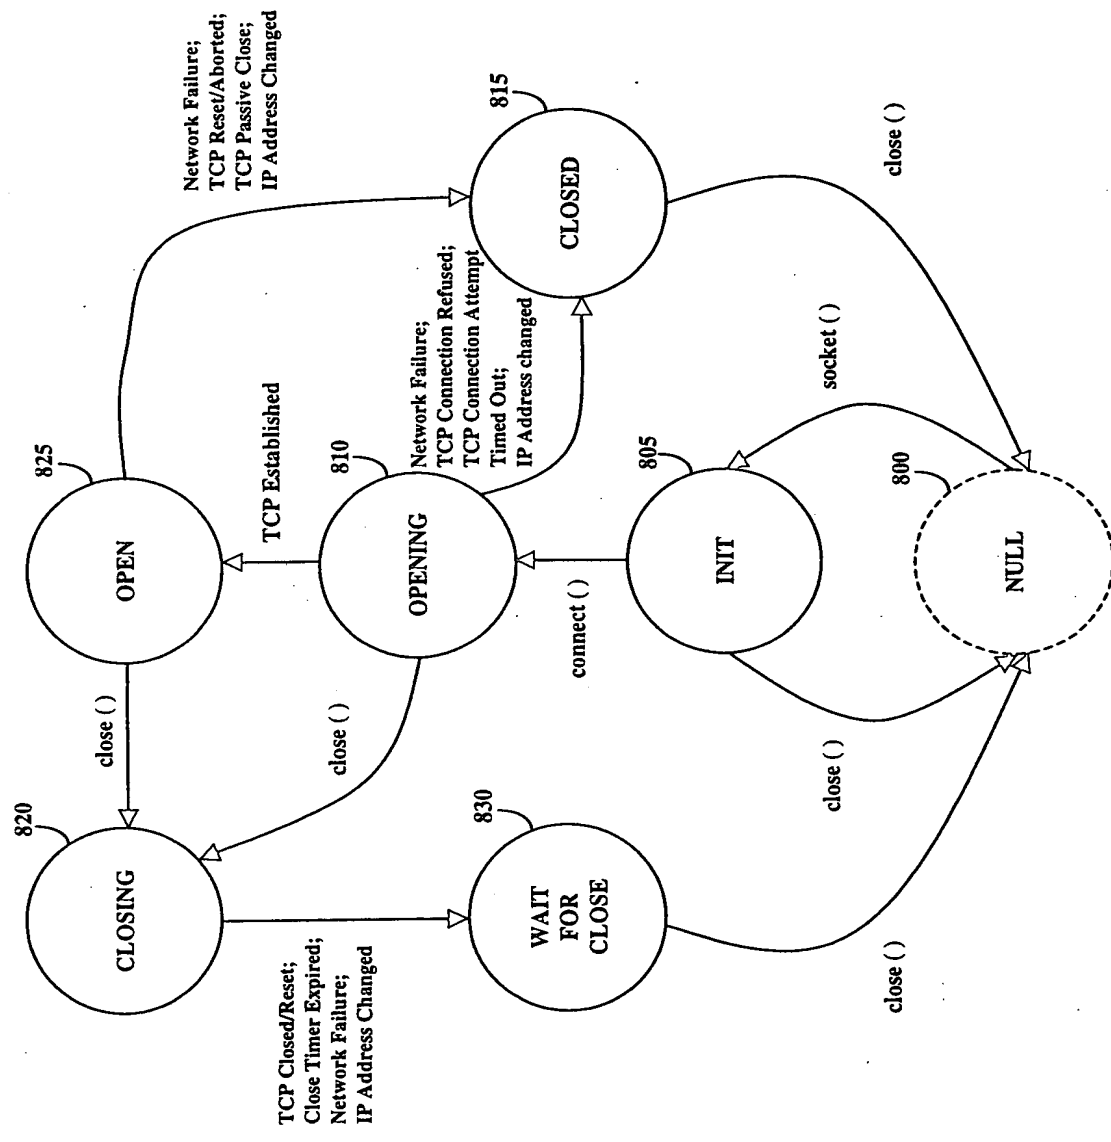 820
CLOSING
TCP Closed/Reset;
Close Timer Expired;
Network Failure;
IP Address Changed
830
WAIT
FOR
CLOSE
close ( )
close ( )
close ( )
close ( )
825
OPEN
TCP Established
810
OPENING
connect ( )
805
INIT
800
NULL
Network Failure;
TCP Reset/Aborted;
TCP Passive Close;
IP Address Changed
Network Failure;
TCP Connection Refused;
TCP Connection Attempt
Timed Out;
IP Address changed
815
CLOSED
socket ( )
close ( )